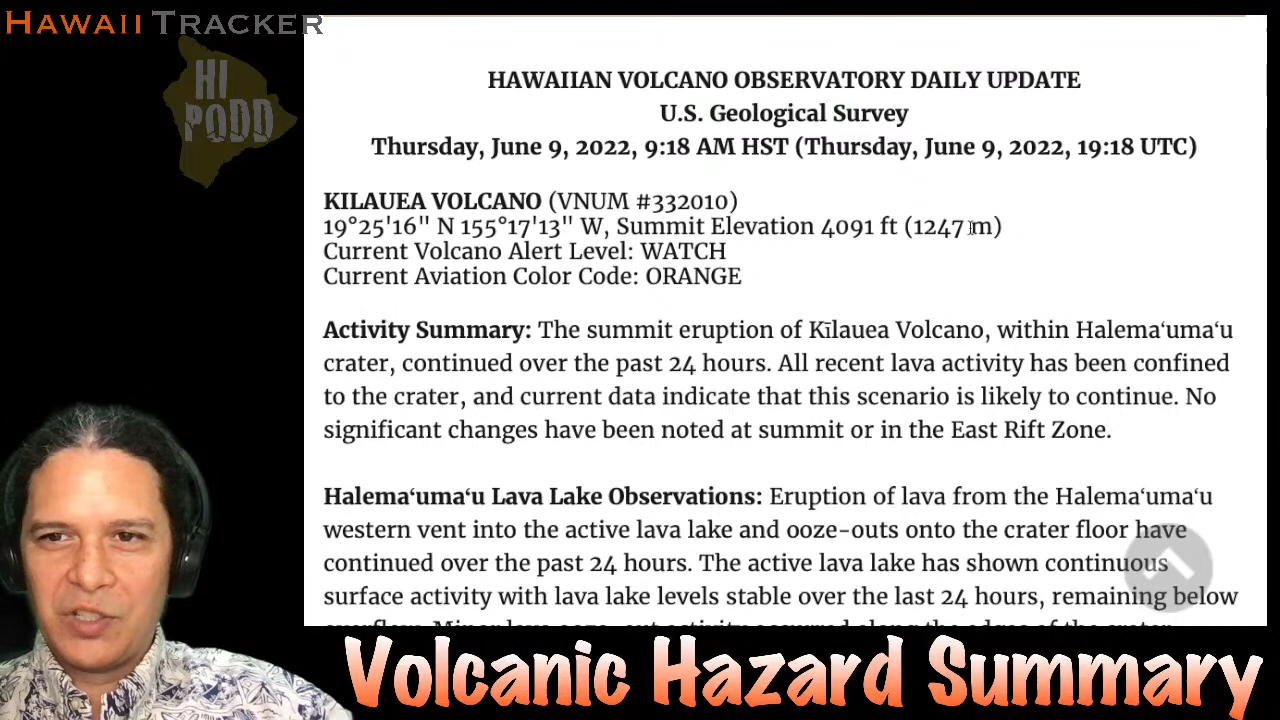 HAWAII TRACKER
HI
PODD
HAWAIIAN VOLCANO OBSERVATORY DAILY UPDATE
U.S. Geological Survey
Thursday, June 9, 2022, 9:18 AM HST (Thursday, June 9, 2022, 19:18 UTC)
KILAUEA VOLCANO (VNUM #332010)
19°25'16" N 155°17'13" W, Summit Elevation 4091 ft (1247 m)
Current Volcano Alert Level: WATCH
Current Aviation Color Code: ORANGE
Activity Summary: The summit eruption of Kīlauea Volcano, within Halemaʻumaʻu
crater, continued over the past 24 hours. All recent lava activity has been confined
to the crater, and current data indicate that this scenario is likely to continue. No
significant changes have been noted at summit or in the East Rift Zone.
Halemaʻumaʻu Lava Lake Observations: Eruption of lava from the Halemaʻumaʻu
western vent into the active lava lake and ooze-outs onto the crater floor have
continued over the past 24 hours. The active lava lake has shown continuous
surface activity with lava lake levels stable over the last 24 hours, remaining below
Volcanic Hazard Summary